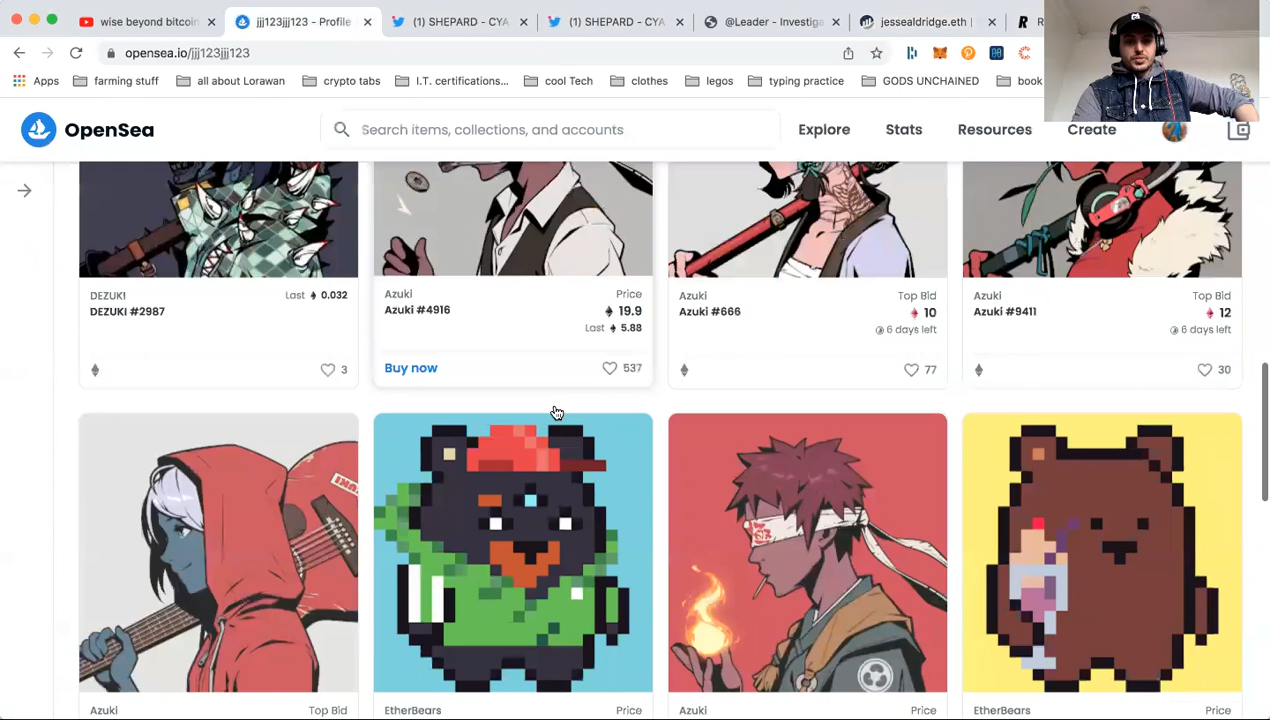 wise beyond bitcoin
jjj123jjj123 - Profile
(1) SHEPARD - CYA
(1) SHEPARD - CYA
@Leader - Investiga
jessealdridge.eth |
R
opensea.io/jjj123jjj123
Apps
farming stuff
all about Lorawan
crypto tabs
I.T. certifications...
cool Tech
clothes
legos
typing practice
GODS UNCHAINED
book
OpenSea
Search items, collections, and accounts
Explore
Stats
Resources
Create
DEZUKI
Last 0.032
DEZUKI #2987
3
Azuki
Price
Azuki #4916
19.9
Last 5.88
Buy now
537
Azuki
Top Bid
Azuki #666
10
6 days left
77
Azuki
Top Bid
Azuki #9411
12
6 days left
30
Azuki
Top Bid
EtherBears
Price
Azuki
Price
EtherBears
Price